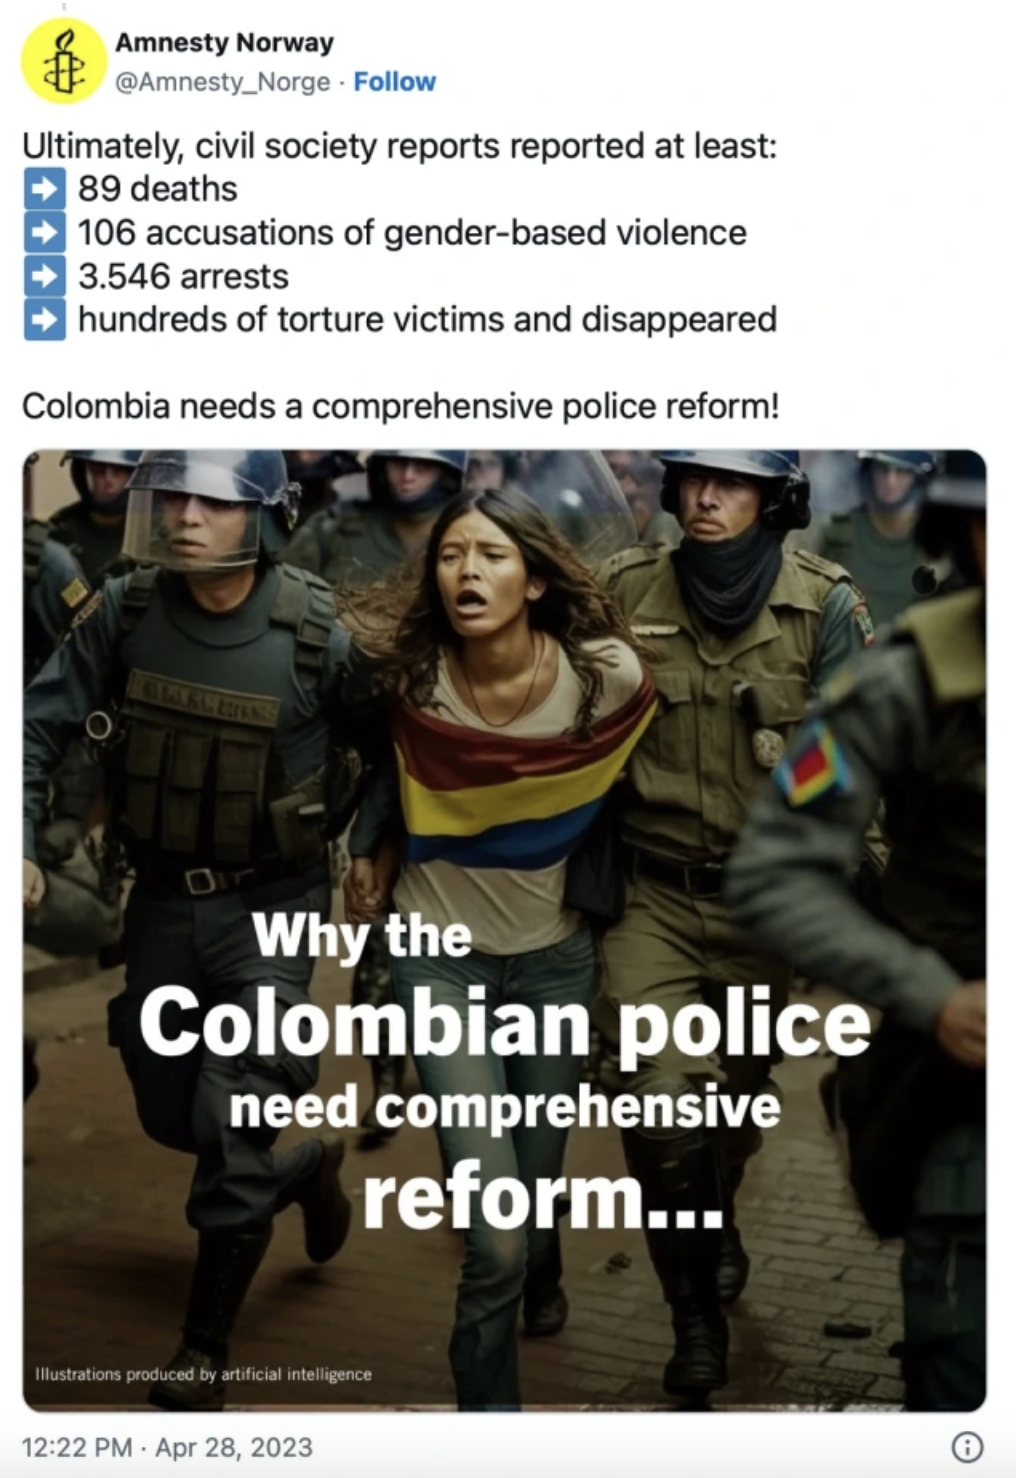 Amnesty Norway
@Amnesty_Norge · Follow
Ultimately, civil society reports reported at least:
➡️ 89 deaths
➡️ 106 accusations of gender-based violence
➡️ 3.546 arrests
➡️ hundreds of torture victims and disappeared
Colombia needs a comprehensive police reform!
Why the
Colombian police
need comprehensive
reform...
Illustrations produced by artificial intelligence
12:22 PM · Apr 28, 2023